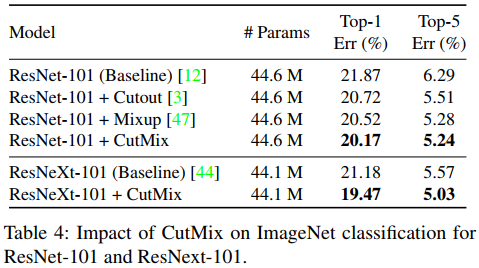 Model # Params Top-1 Err (%) Top-5 Err (%)
ResNet-101 (Baseline) [12] 44.6 M 21.87 6.29
ResNet-101 + Cutout [3] 44.6 M 20.72 5.51
ResNet-101 + Mixup [47] 44.6 M 20.52 5.28
ResNet-101 + CutMix 44.6 M 20.17 5.24
ResNeXt-101 (Baseline) [44] 44.1 M 21.18 5.57
ResNeXt-101 + CutMix 44.1 M 19.47 5.03
Table 4: Impact of CutMix on ImageNet classification for
ResNet-101 and ResNext-101.